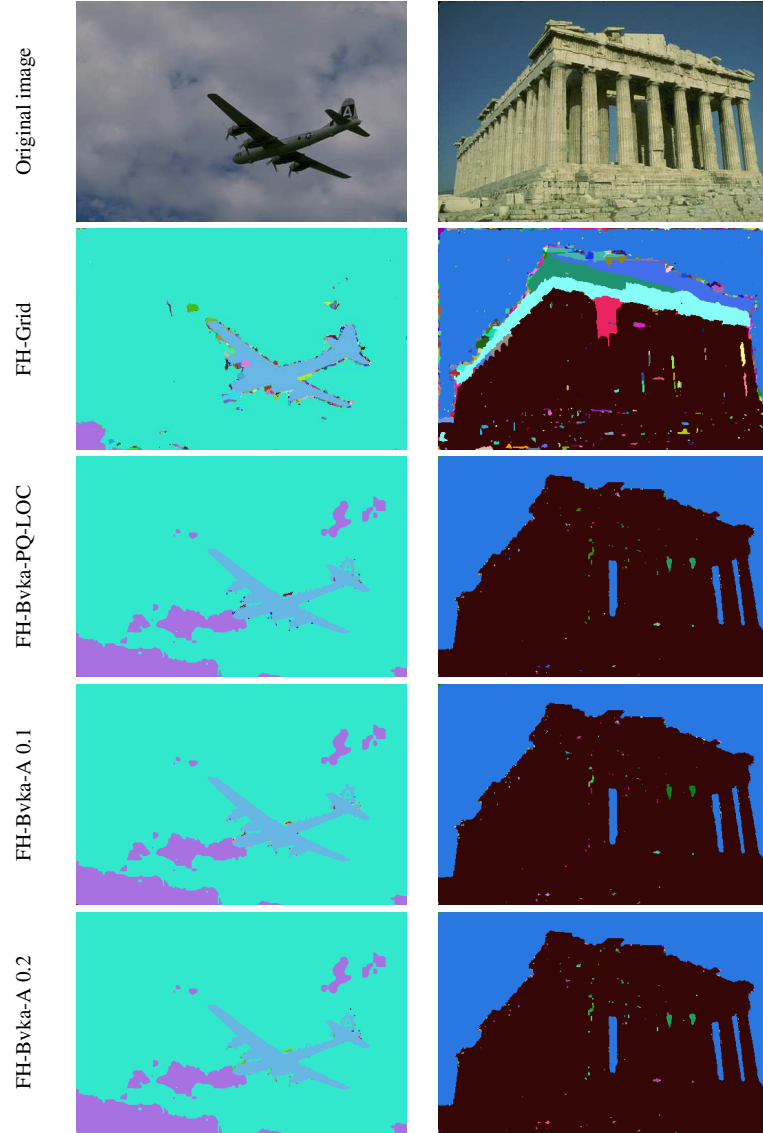 Original image
A
FH-Grid
FH-Bvka-PQ-LOC
FH-Bvka-A 0.1
FH-Bvka-A 0.2